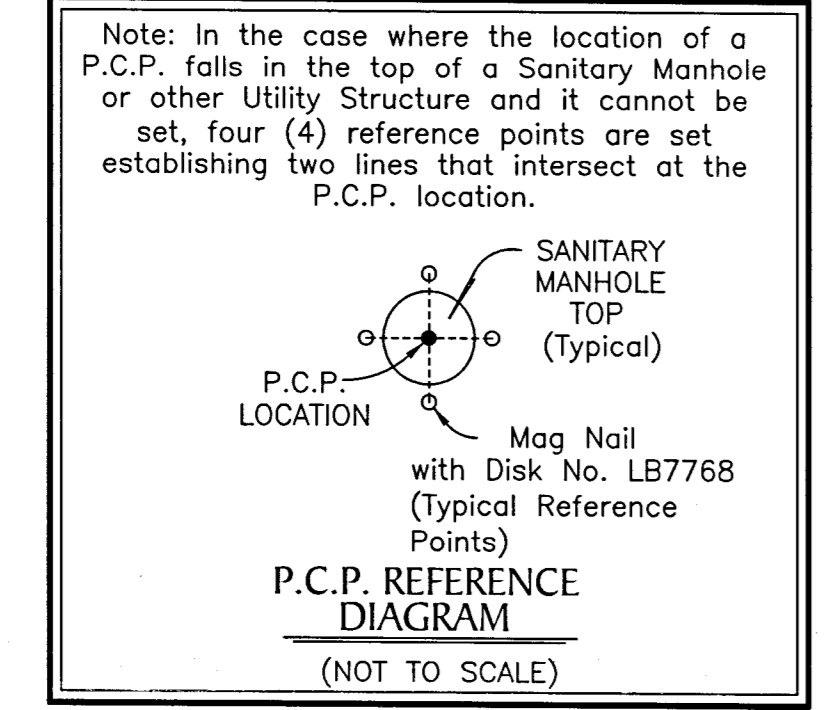 Note: In the case where the location of a
P.C.P. falls in the top of a Sanitary Manhole
or other Utility Structure and it cannot be
set, four (4) reference points are set
establishing two lines that intersect at the
P.C.P. location.
SANITARY
MANHOLE
TOP
(Typical)
P.C.P.
LOCATION
Mag Nail
with Disk No. LB7768
(Typical Reference
Points)
P.C.P. REFERENCE
DIAGRAM
(NOT TO SCALE)